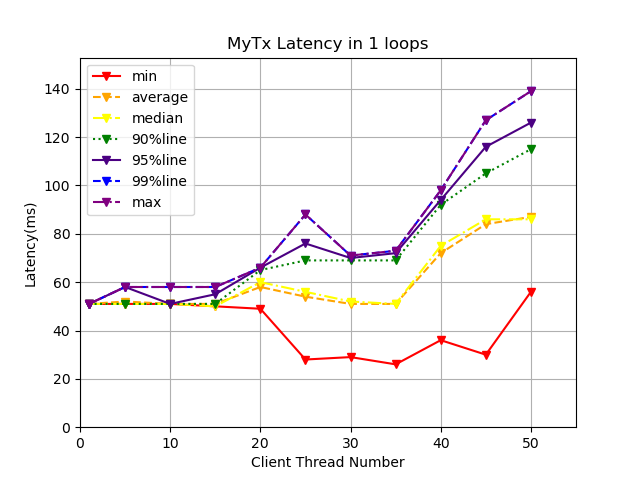 MyTx Latency in 1 loops
min
average
median
90%line
95%line
99%line
max
Latency(ms)
140
120
100
80
60
40
20
0
0 10 20 30 40 50
Client Thread Number